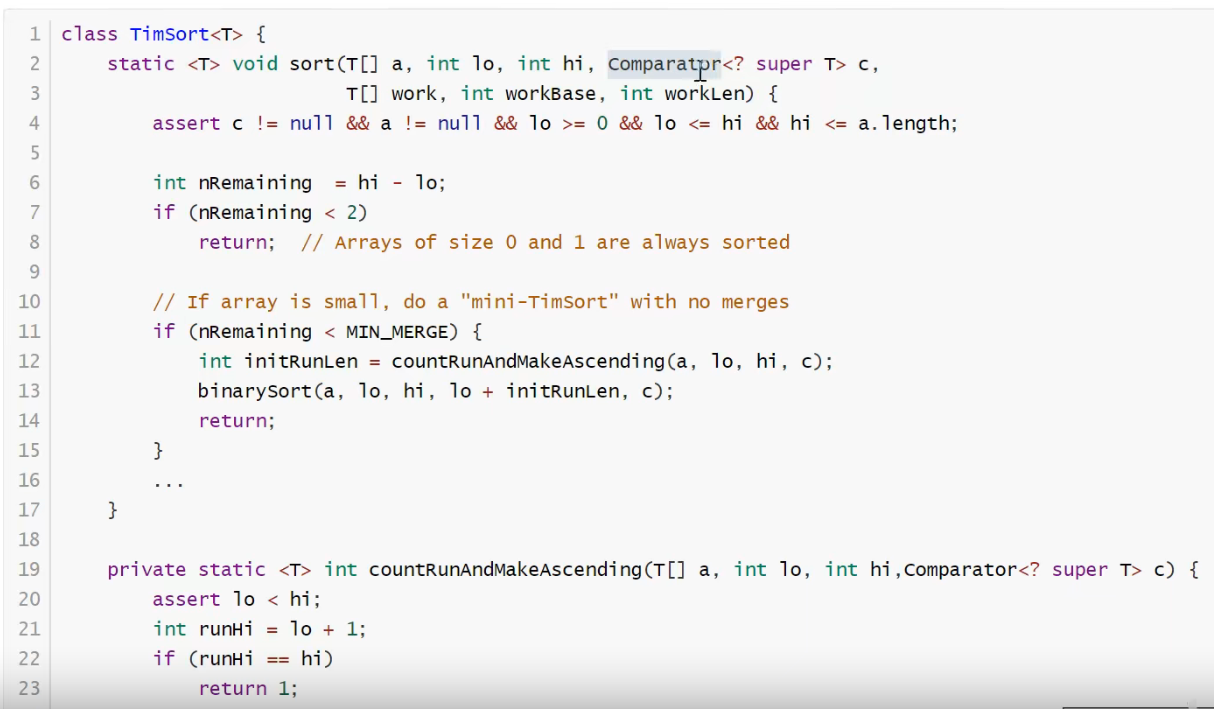 1 class TimSort<T> {
2     static <T> void sort(T[] a, int lo, int hi, Comparator<? super T> c,
3                          T[] work, int workBase, int workLen) {
4         assert c != null && a != null && lo >= 0 && lo <= hi && hi <= a.length;
5
6         int nRemaining  = hi - lo;
7         if (nRemaining < 2)
8             return;  // Arrays of size 0 and 1 are always sorted
9
10         // If array is small, do a "mini-TimSort" with no merges
11         if (nRemaining < MIN_MERGE) {
12             int initRunLen = countRunAndMakeAscending(a, lo, hi, c);
13             binarySort(a, lo, hi, lo + initRunLen, c);
14             return;
15         }
16         ...
17     }
18
19     private static <T> int countRunAndMakeAscending(T[] a, int lo, int hi,Comparator<? super T> c) {
20         assert lo < hi;
21         int runHi = lo + 1;
22         if (runHi == hi)
23             return 1;